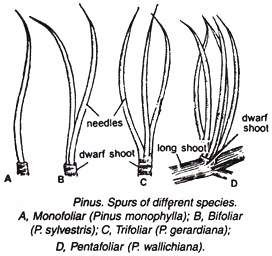 dwarf
shoot
needles
long shoot
dwarf shoot
A
B
C
D
Pinus. Spurs of different species.
A, Monofoliar (Pinus monophylla); B, Bifoliar
(P. sylvestris); C, Trifoliar (P. gerardiana);
D, Pentafoliar (P. wallichiana).